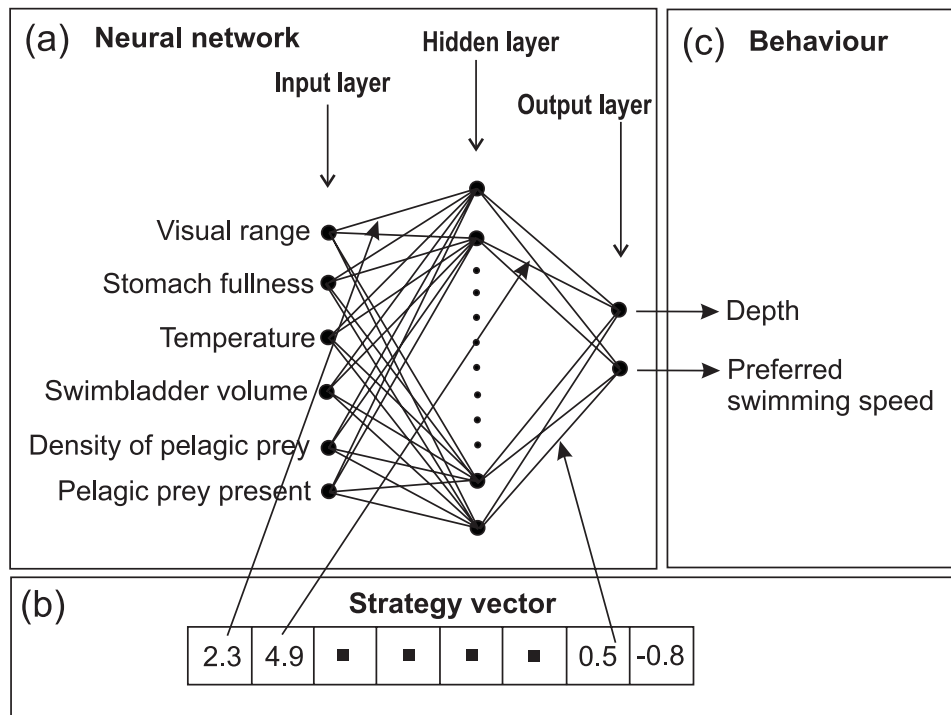 (a) Neural network
Hidden layer
Input layer
Output layer
Visual range
Stomach fullness
Temperature
Swimbladder volume
Density of pelagic prey
Pelagic prey present
(c) Behaviour
Depth
Preferred
swimming speed
(b)
Strategy vector
2.3 4.9 0.5 -0.8